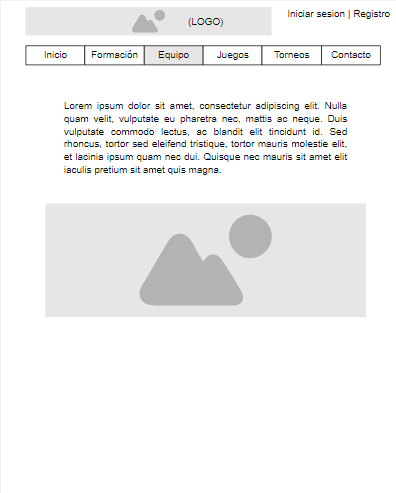 (LOGO)
Iniciar sesion | Registro
Inicio Formación Equipo Juegos Torneos Contacto
Lorem ipsum dolor sit amet, consectetur adipiscing elit. Nulla
quam velit, vulputate eu pharetra nec, mattis ac neque. Duis
vulputate commodo lectus, ac blandit elit tincidunt id. Sed
rhoncus, tortor sed eleifend tristique, tortor mauris molestie elit,
et lacinia ipsum quam nec dui. Quisque nec mauris sit amet elit
iaculis pretium sit amet quis magna.